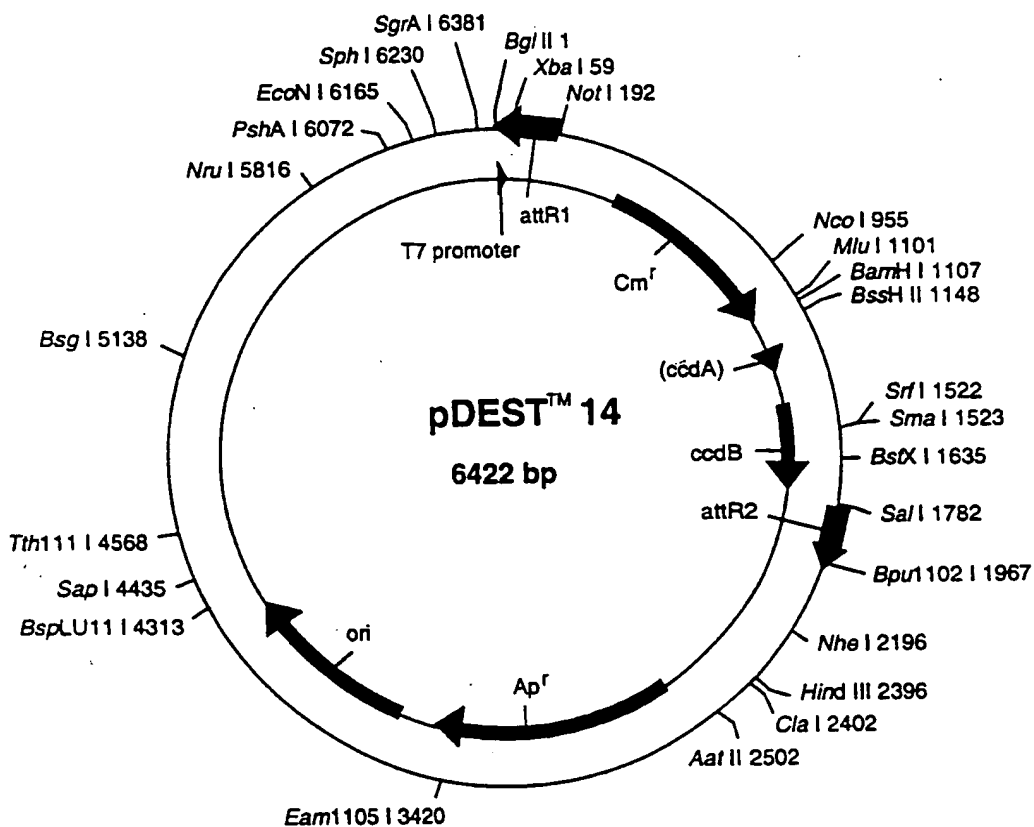 SgrA I 6381
Bgl II 1
Sph I 6230
Xba I 59
EcoN I 6165
Not I 192
PshA I 6072
Nru I 5816
attR1
T7 promoter
Nco I 955
Mlu I 1101
Cmr
BamH I 1107
BssH II 1148
Bsg I 5138
(ccdA)
Srf I 1522
pDEST™ 14
Sma I 1523
ccdB
BstX I 1635
6422 bp
attR2
Sal I 1782
Tth111 I 4568
Bpu1102 I 1967
Sap I 4435
BspLU11 I 4313
ori
Nhe I 2196
Apr
Hind III 2396
Cla I 2402
Aat II 2502
Eam1105 I 3420